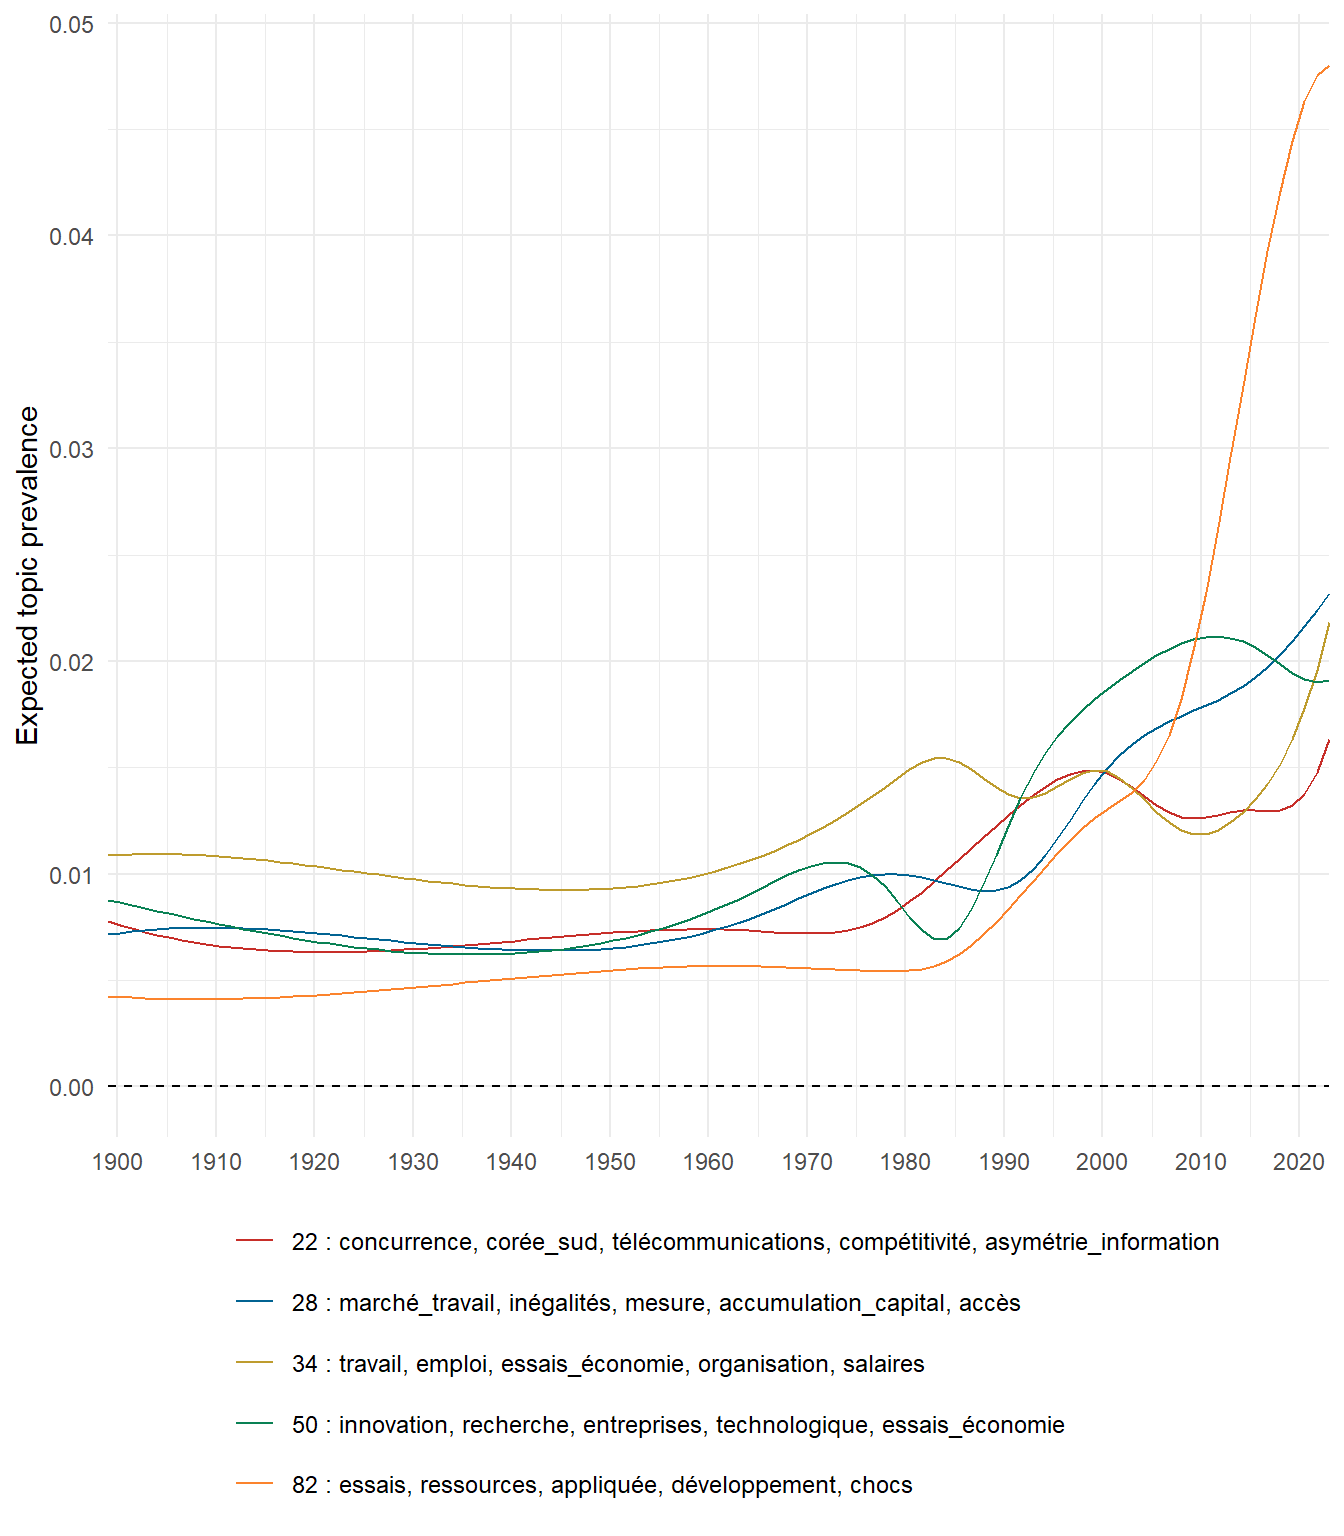 0.05
0.04
0.03
0.02
0.01
0.00
Expected topic prevalence
1900 1910 1920 1930 1940 1950 1960 1970 1980 1990 2000 2010 2020
22 : concurrence, corée_sud, télécommunications, compétitivité, asymétrie_information
28 : marché_travail, inégalités, mesure, accumulation_capital, accès
34 : travail, emploi, essais_économie, organisation, salaires
50 : innovation, recherche, entreprises, technologique, essais_économie
82 : essais, ressources, appliquée, développement, chocs